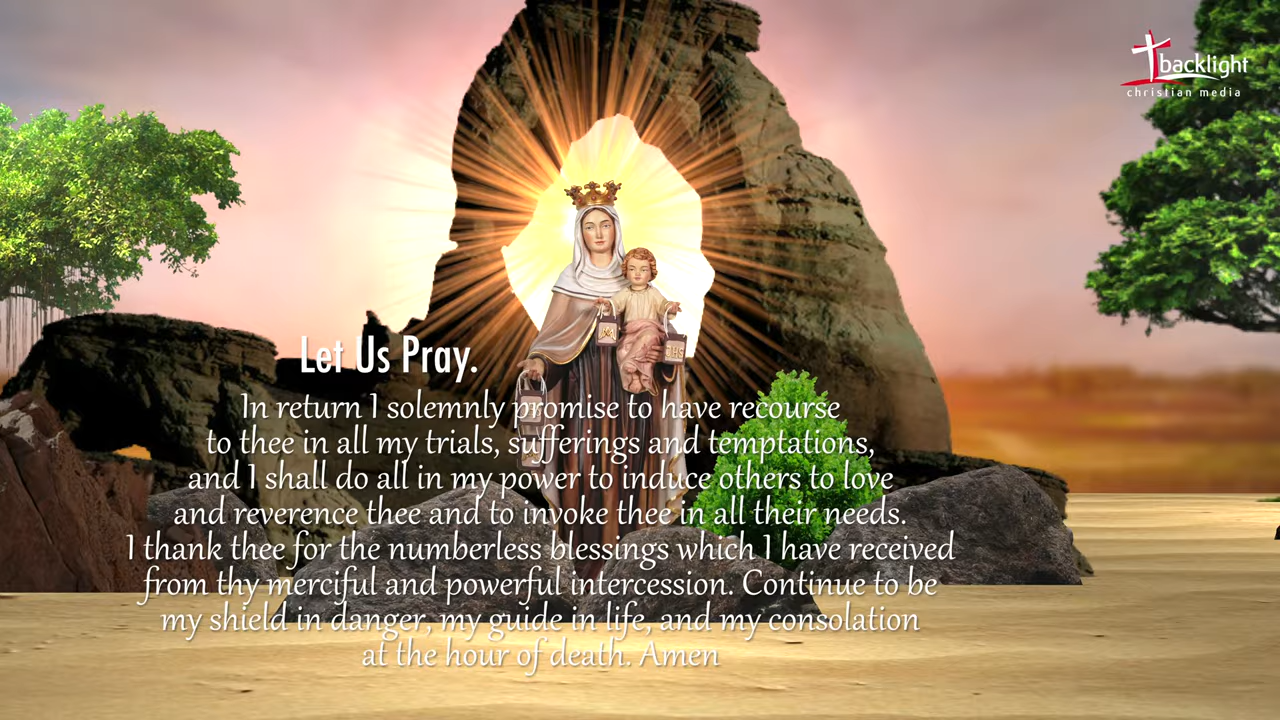 backlight
christian media
Let Us Pray.
In return I solemnly promise to have recourse
to thee in all my trials, sufferings and temptations,
and I shall do all in my power to induce others to love
and reverence thee and to invoke thee in all their needs.
I thank thee for the numberless blessings which I have received
from thy merciful and powerful intercession. Continue to be
my shield in danger, my guide in life, and my consolation
at the hour of death. Amen